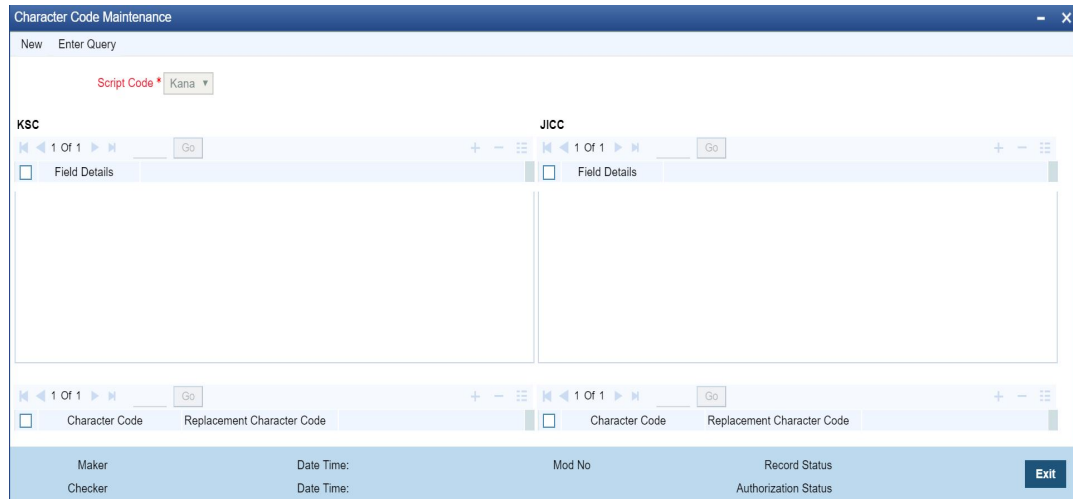 Character Code Maintenance
New Enter Query
Script Code * Kana
KSC
1 Of 1 Go
Field Details
JICC
1 Of 1 Go
Field Details
1 Of 1 Go
Character Code Replacement Character Code
1 Of 1 Go
Character Code Replacement Character Code
Maker Date Time: Mod No Record Status
Checker Date Time: Authorization Status
Exit